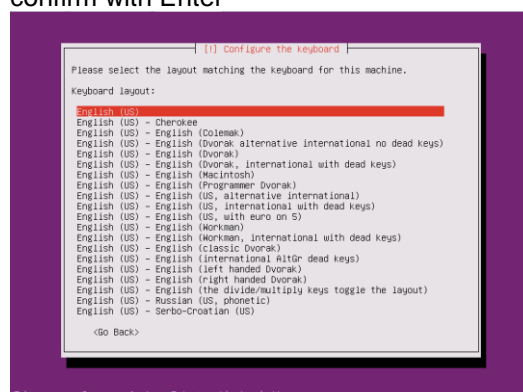 confirm with Enter
[!] Configure the keyboard
Please select the layout matching the keyboard for this machine.
Keyboard layout:
English (US)
English (US) - Cherokee
English (US) - English (Colemak)
English (US) - English (Dvorak alternative international no dead keys)
English (US) - English (Dvorak)
English (US) - English (Dvorak, international with dead keys)
English (US) - English (Macintosh)
English (US) - English (Programmer Dvorak)
English (US) - English (US, alternative international)
English (US) - English (US, international with dead keys)
English (US) - English (US, with euro on 5)
English (US) - English (Workman)
English (US) - English (Workman, international with dead keys)
English (US) - English (classic Dvorak)
English (US) - English (international AltGr dead keys)
English (US) - English (left handed Dvorak)
English (US) - English (right handed Dvorak)
English (US) - English (the divide/multiply keys toggle the layout)
English (US) - Russian (US, phonetic)
English (US) - Serbo-Croatian (US)
<Go Back>